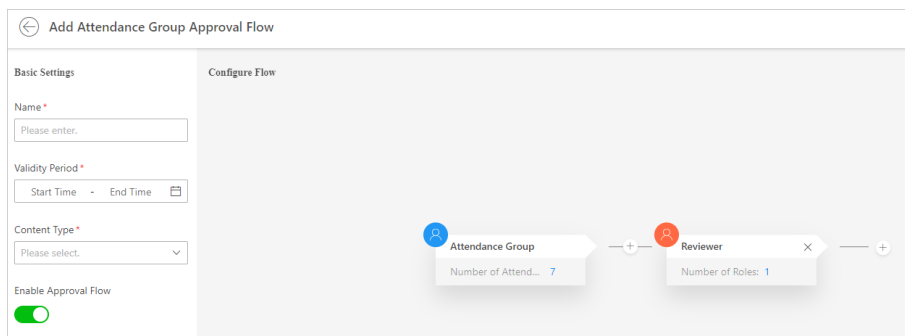 Add Attendance Group Approval Flow
Basic Settings
Configure Flow
Name*
Please enter.
Validity Period*
Start Time - End Time
Content Type*
Please select.
Enable Approval Flow
Attendance Group
Number of Attend... 7
Reviewer
Number of Roles: 1